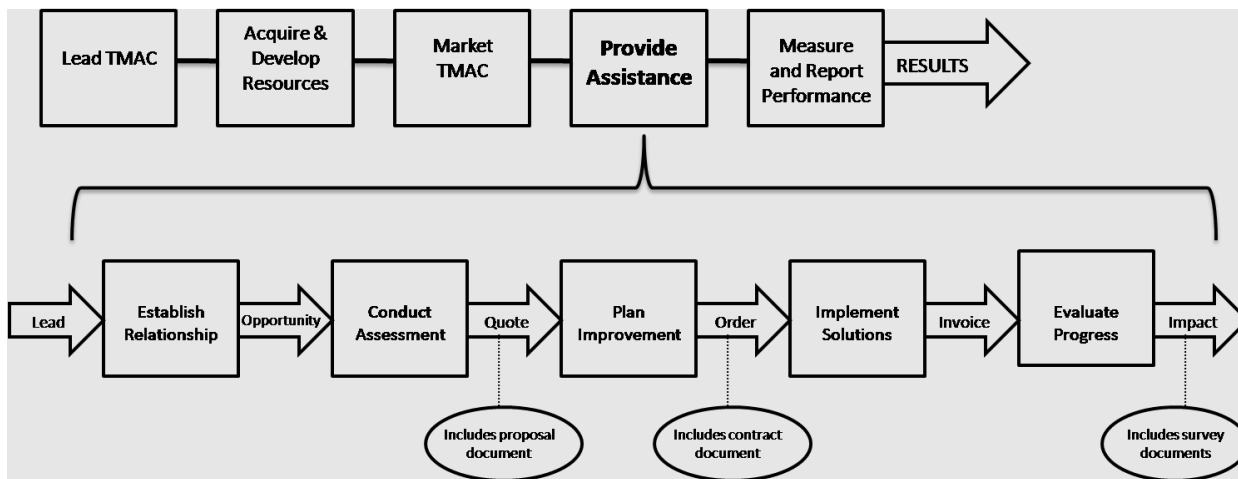 Lead TMAC
Acquire &
Develop
Resources
Market
TMAC
Provide
Assistance
Measure
and Report
Performance
RESULTS
Lead
Establish
Relationship
Opportunity
Conduct
Assessment
Quote
Plan
Improvement
Order
Implement
Solutions
Invoice
Evaluate
Progress
Impact
Includes proposal
document
Includes contract
document
Includes survey
documents